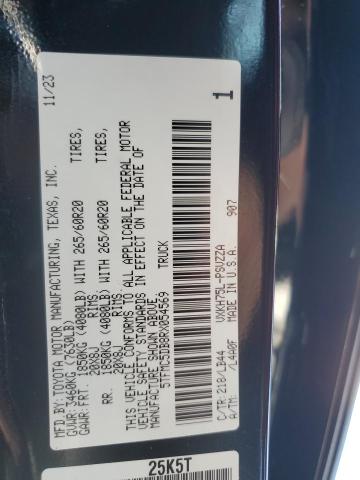 MFD. BY:TOYOTA MOTOR MANUFACTURING, TEXAS, INC. 11/23
GVWR: 3460KG (7630LB)
GAWR:FRT. 1850KG (4080LB) WITH 265/60R20 TIRES,
20X8J RIMS
RR. 1850KG (4080LB) WITH 265/60R20 TIRES,
20X8J RIMS
THIS VEHICLE CONFORMS TO ALL APPLICABLE FEDERAL MOTOR
VEHICLE SAFETY STANDARDS IN EFFECT ON THE DATE OF
MANUFACTURE SHOWN ABOVE.
5TFMC5DB8RX054569 TRUCK
C/TR:218/LB44 VXKH75L-PSVZZA
A/TM: /L4A0F MADE IN U.S.A. 907 1
25K5T